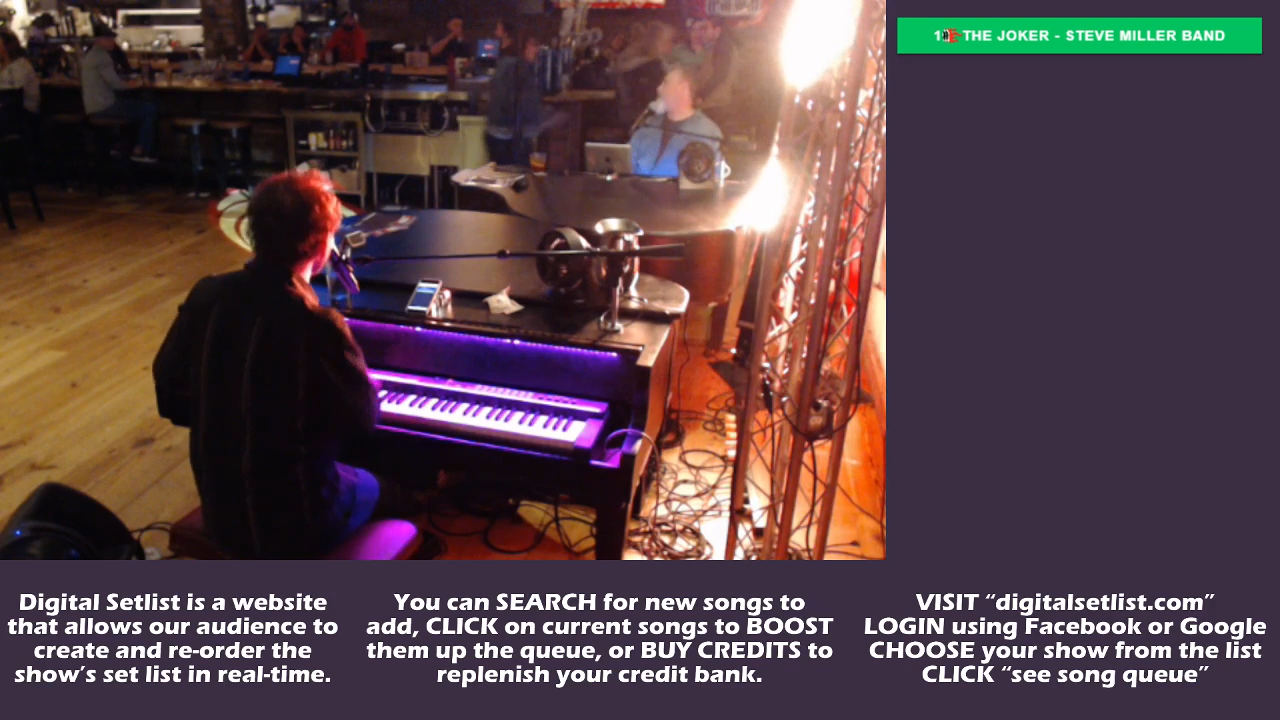 1 THE JOKER - STEVE MILLER BAND
Digital Setlist is a website
that allows our audience to
create and re-order the
show's set list in real-time.
You can SEARCH for new songs to
add, CLICK on current songs to BOOST
them up the queue, or BUY CREDITS to
replenish your credit bank.
VISIT “digitalsetlist.com”
LOGIN using Facebook or Google
CHOOSE your show from the list
CLICK “see song queue”